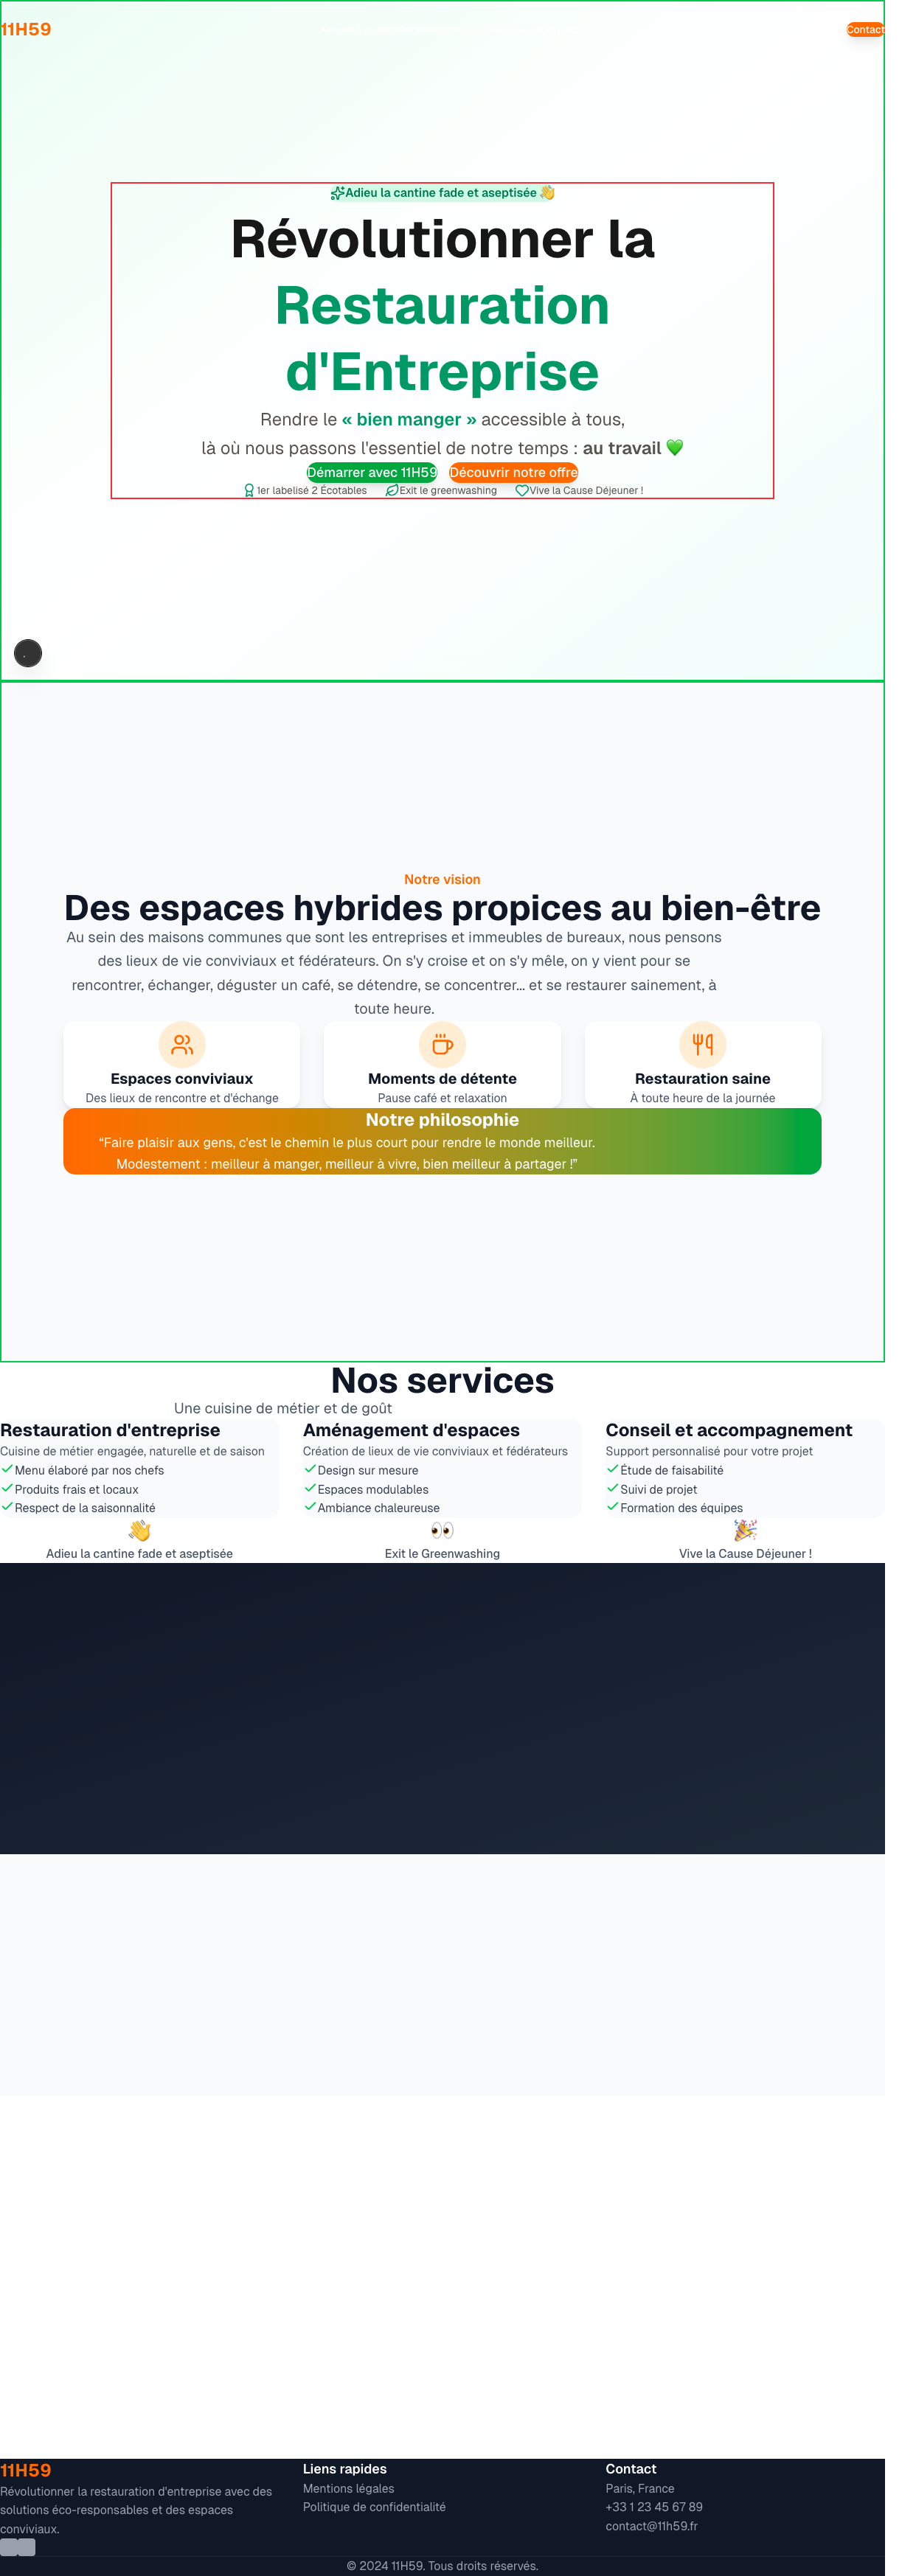 11H59
Contact
Adieu la cantine fade et aseptisée 👋
Révolutionner la
Restauration
d'Entreprise
Rendre le « bien manger » accessible à tous,
là où nous passons l'essentiel de notre temps : au travail 💚
Démarrer avec 11H59
Découvrir notre offre
1er labelisé 2 Écotables
Exit le greenwashing
Vive la Cause Déjeuner !
Notre vision
Des espaces hybrides propices au bien-être
Au sein des maisons communes que sont les entreprises et immeubles de bureaux, nous pensons
des lieux de vie conviviaux et fédérateurs. On s'y croise et on s'y mêle, on y vient pour se
rencontrer, échanger, déguster un café, se détendre, se concentrer... et se restaurer sainement, à
toute heure.
Espaces conviviaux
Des lieux de rencontre et d'échange
Moments de détente
Pause café et relaxation
Restauration saine
À toute heure de la journée
Notre philosophie
“Faire plaisir aux gens, c'est le chemin le plus court pour rendre le monde meilleur.
Modestement : meilleur à manger, meilleur à vivre, bien meilleur à partager !”
Nos services
Une cuisine de métier et de goût
Restauration d'entreprise
Cuisine de métier engagée, naturelle et de saison
Menu élaboré par nos chefs
Produits frais et locaux
Respect de la saisonnalité
Aménagement d'espaces
Création de lieux de vie conviviaux et fédérateurs
Design sur mesure
Espaces modulables
Ambiance chaleureuse
Conseil et accompagnement
Support personnalisé pour votre projet
Étude de faisabilité
Suivi de projet
Formation des équipes
👋
Adieu la cantine fade et aseptisée
👀
Exit le Greenwashing
🎉
Vive la Cause Déjeuner !
11H59
Révolutionner la restauration d'entreprise avec des
solutions éco-responsables et des espaces
conviviaux.
Liens rapides
Mentions légales
Politique de confidentialité
Contact
Paris, France
+33 1 23 45 67 89
contact@11h59.fr
© 2024 11H59. Tous droits réservés.